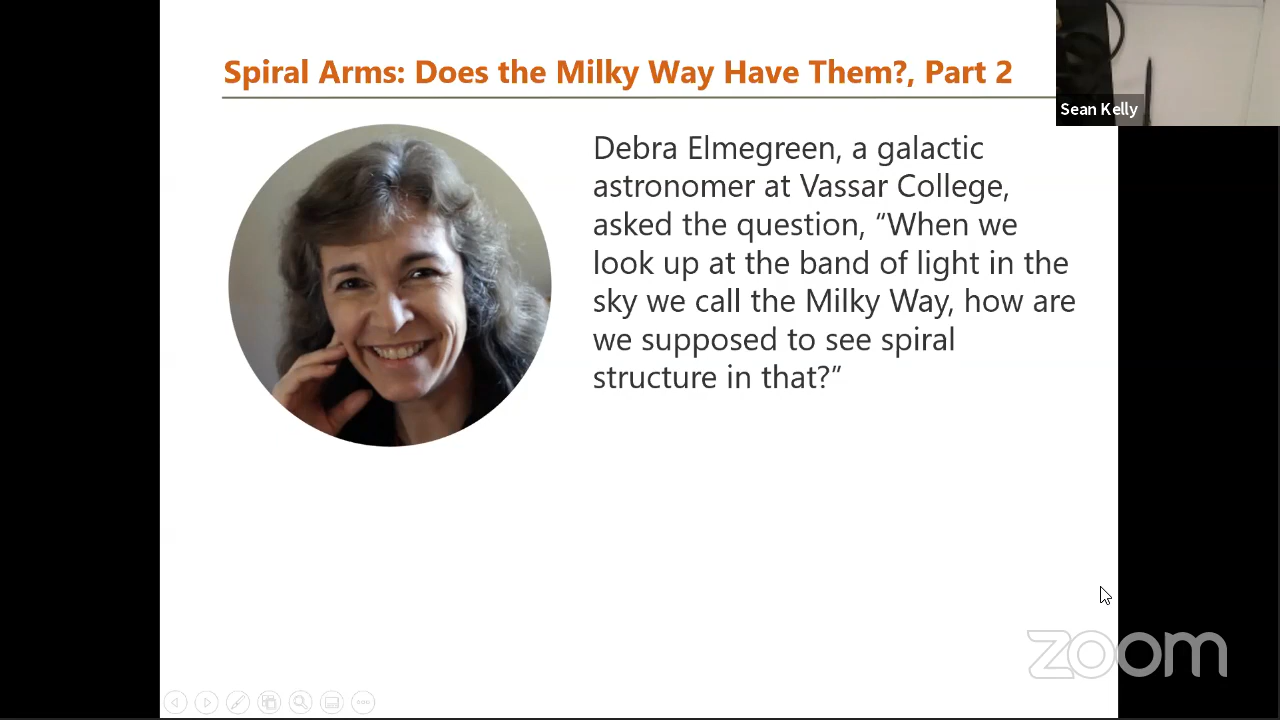 Spiral Arms: Does the Milky Way Have Them?, Part 2
Sean Kelly
Debra Elmegreen, a galactic
astronomer at Vassar College,
asked the question, “When we
look up at the band of light in the
sky we call the Milky Way, how are
we supposed to see spiral
structure in that?”
zoom